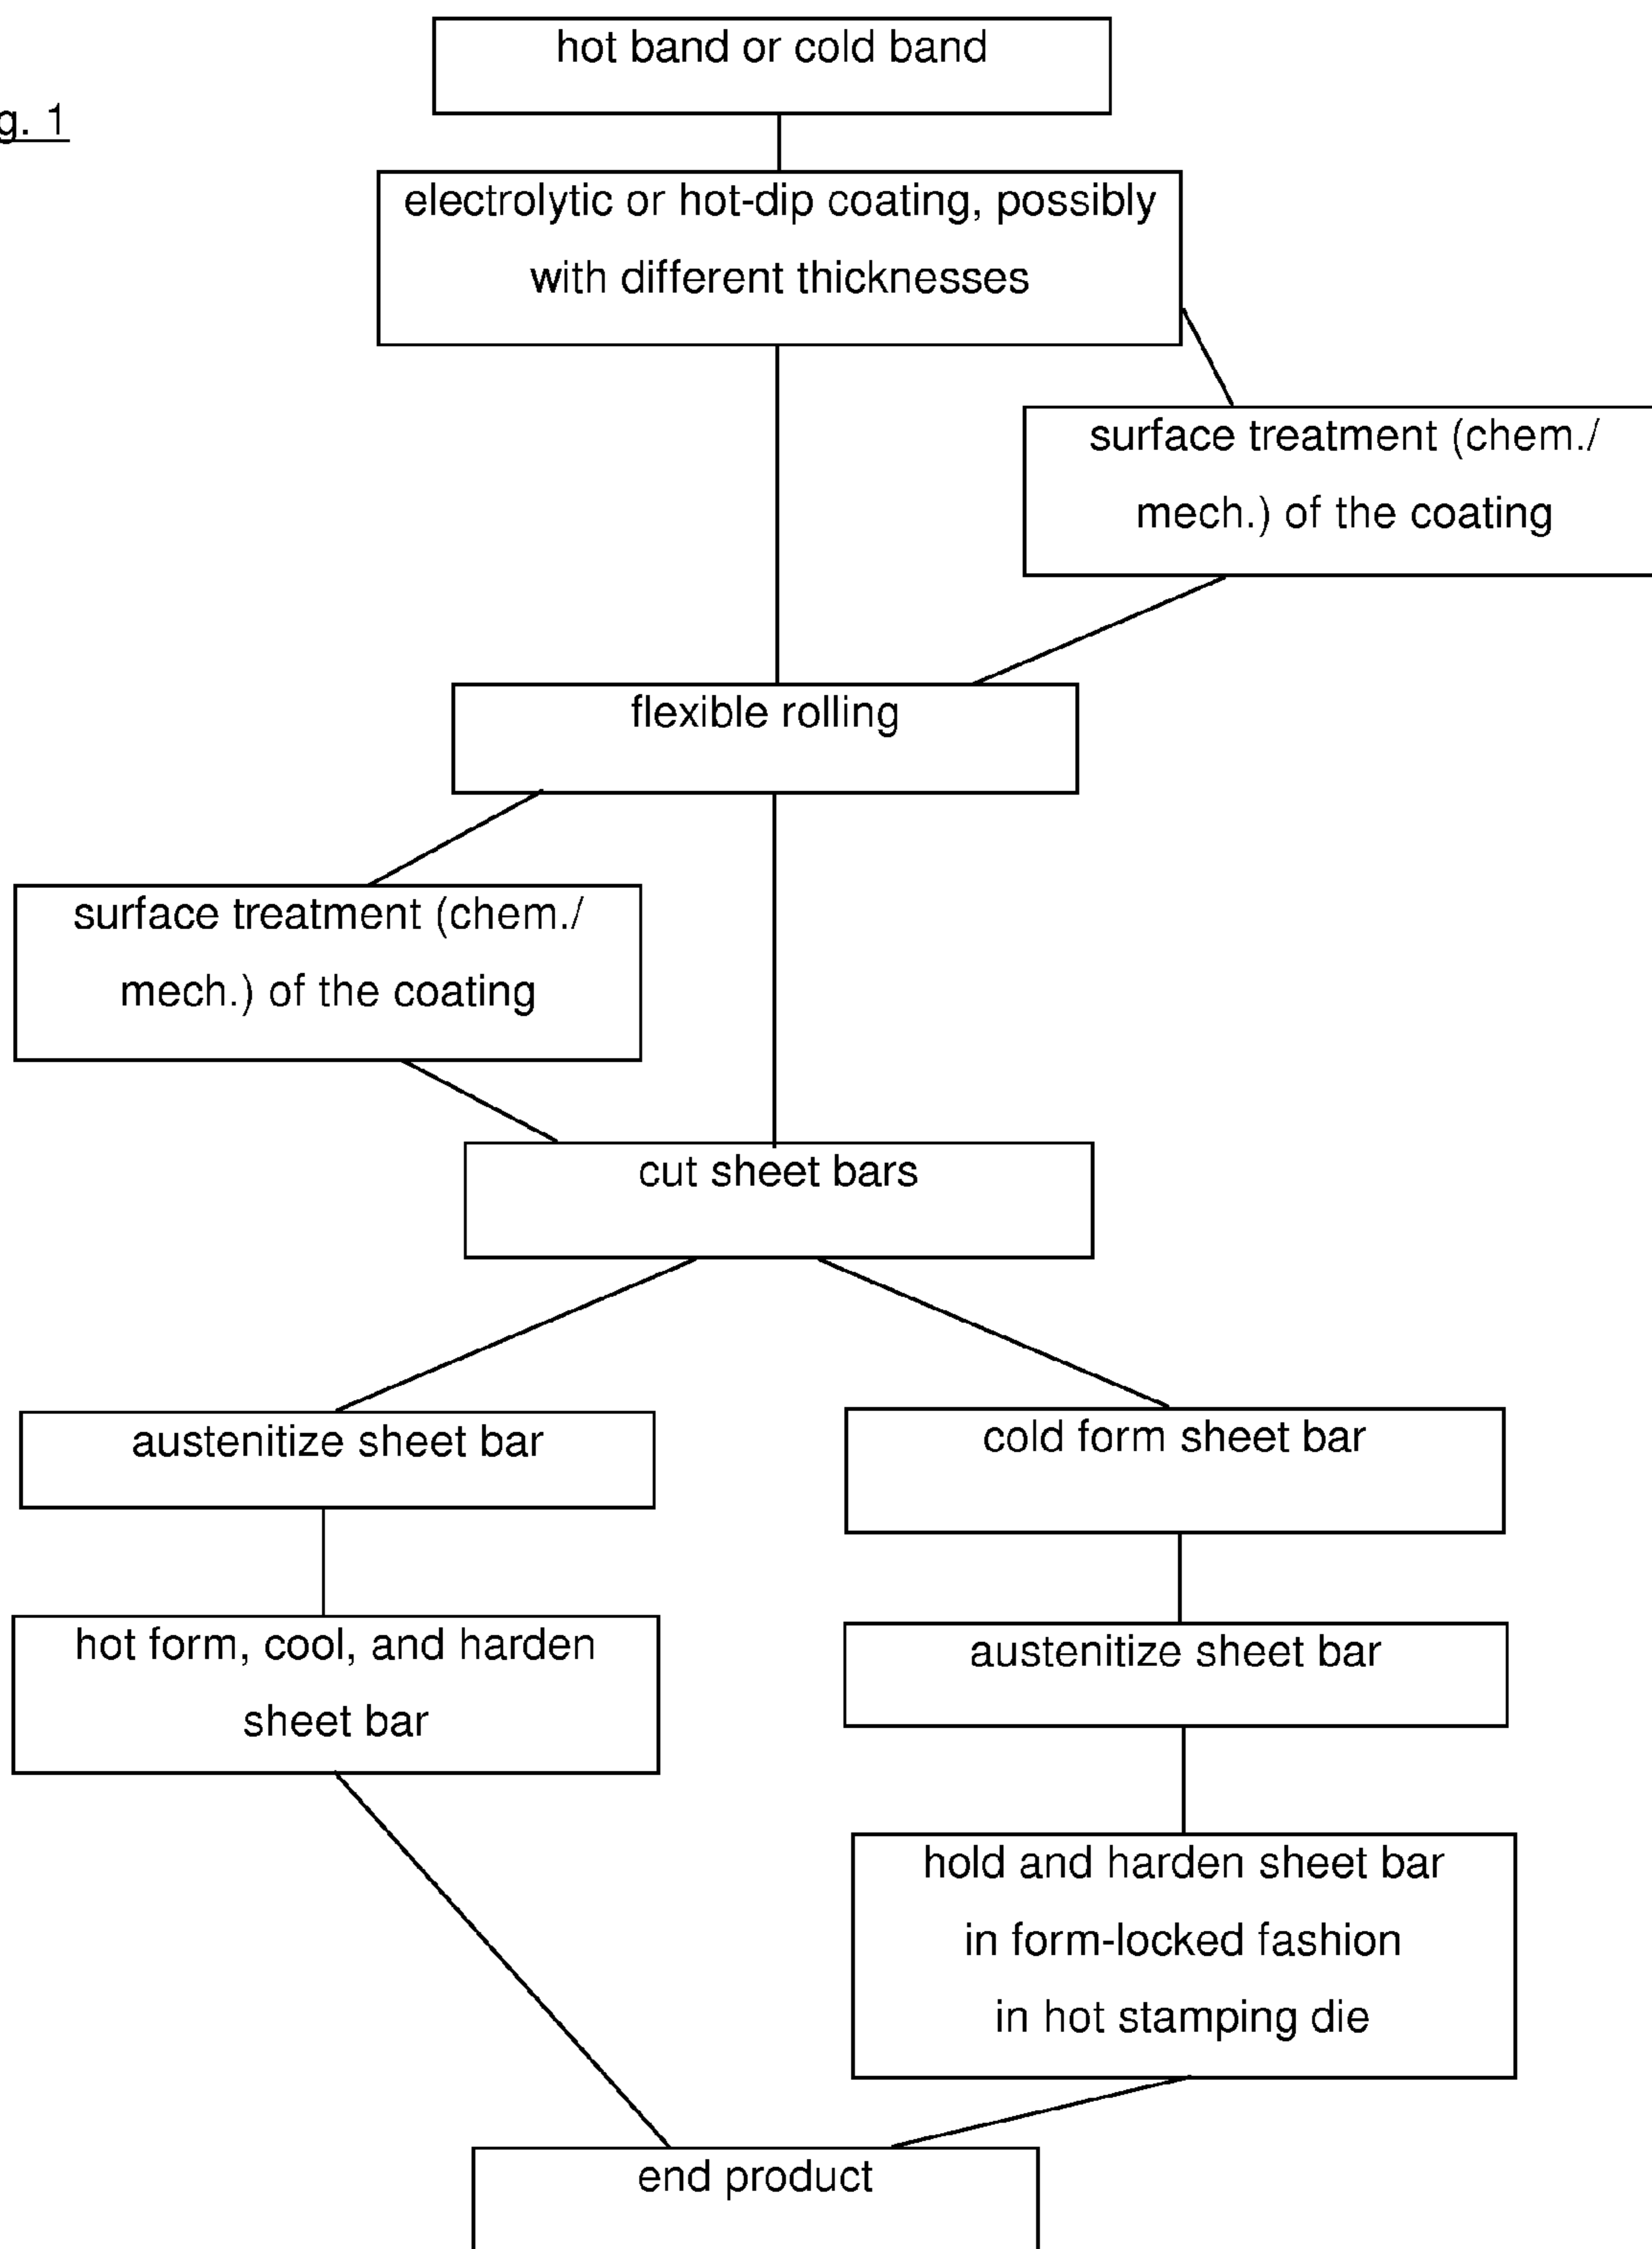 hot band or cold band
g. 1
electrolytic or hot-dip coating, possibly
with different thicknesses
surface treatment (chem./
mech.) of the coating
flexible rolling
surface treatment (chem./
mech.) of the coating
cut sheet bars
austenitize sheet bar
cold form sheet bar
hot form, cool, and harden
sheet bar
austenitize sheet bar
hold and harden sheet bar
in form-locked fashion
in hot stamping die
end product